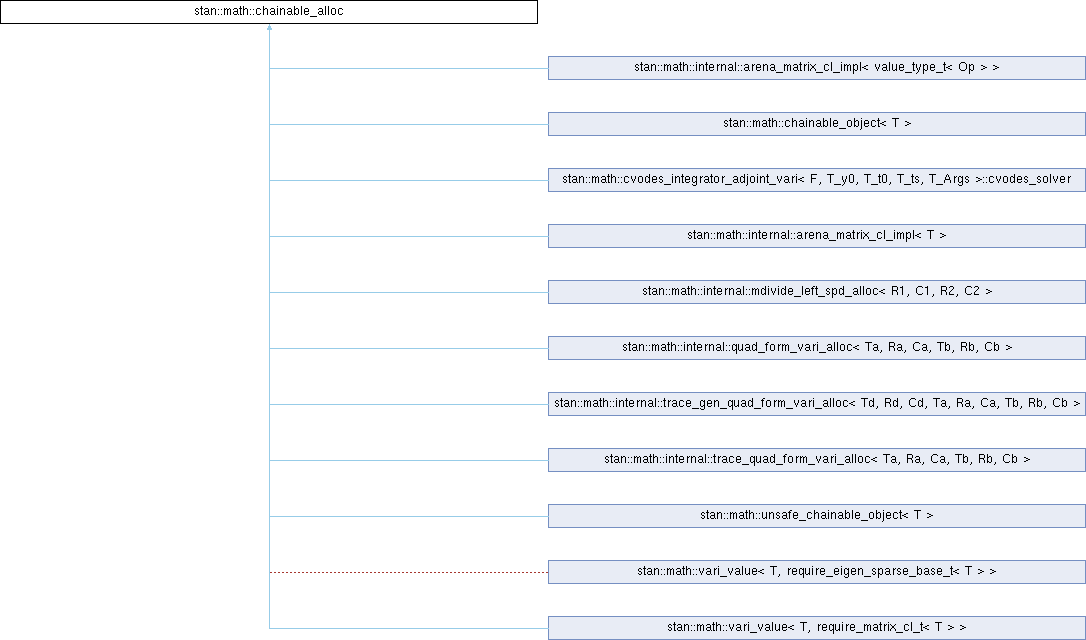 stan::math::chainable_alloc
stan::math::internal::arena_matrix_cl_impl< value_type_t< Op > >
stan::math::chainable_object< T >
stan::math::cvodes_integrator_adjoint_vari< F, T_y0, T_t0, T_ts, T_Args >::cvodes_solver
stan::math::internal::arena_matrix_cl_impl< T >
stan::math::internal::mdivide_left_spd_alloc< R1, C1, R2, C2 >
stan::math::internal::quad_form_vari_alloc< Ta, Ra, Ca, Tb, Rb, Cb >
stan::math::internal::trace_gen_quad_form_vari_alloc< Td, Rd, Cd, Ta, Ra, Ca, Tb, Rb, Cb >
stan::math::internal::trace_quad_form_vari_alloc< Ta, Ra, Ca, Tb, Rb, Cb >
stan::math::unsafe_chainable_object< T >
stan::math::vari_value< T, require_eigen_sparse_base_t< T > >
stan::math::vari_value< T, require_matrix_cl_t< T > >